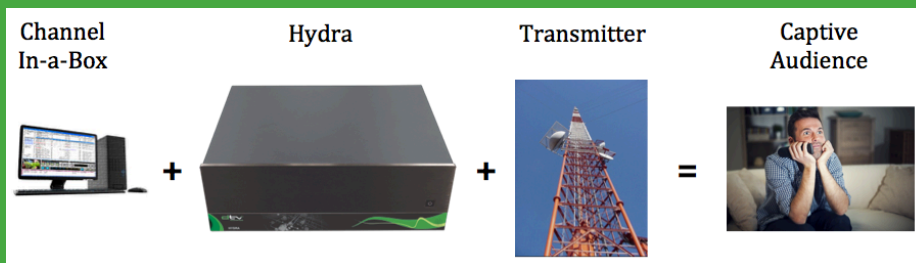 Channel
In-a-Box
Hydra
Transmitter
Captive
Audience
+
+
=